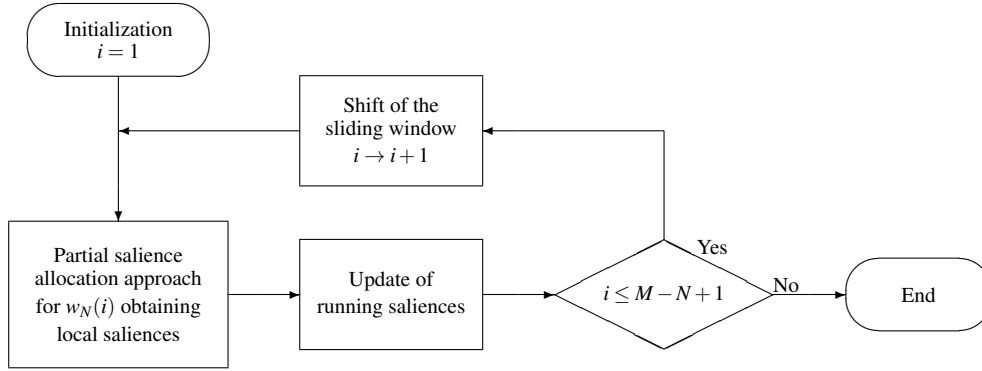 Initialization
i = 1
Shift of the
sliding window
i → i + 1
Partial salience
allocation approach
for w_N(i) obtaining
local saliences
Update of
running saliences
i ≤ M − N + 1
Yes
No
End